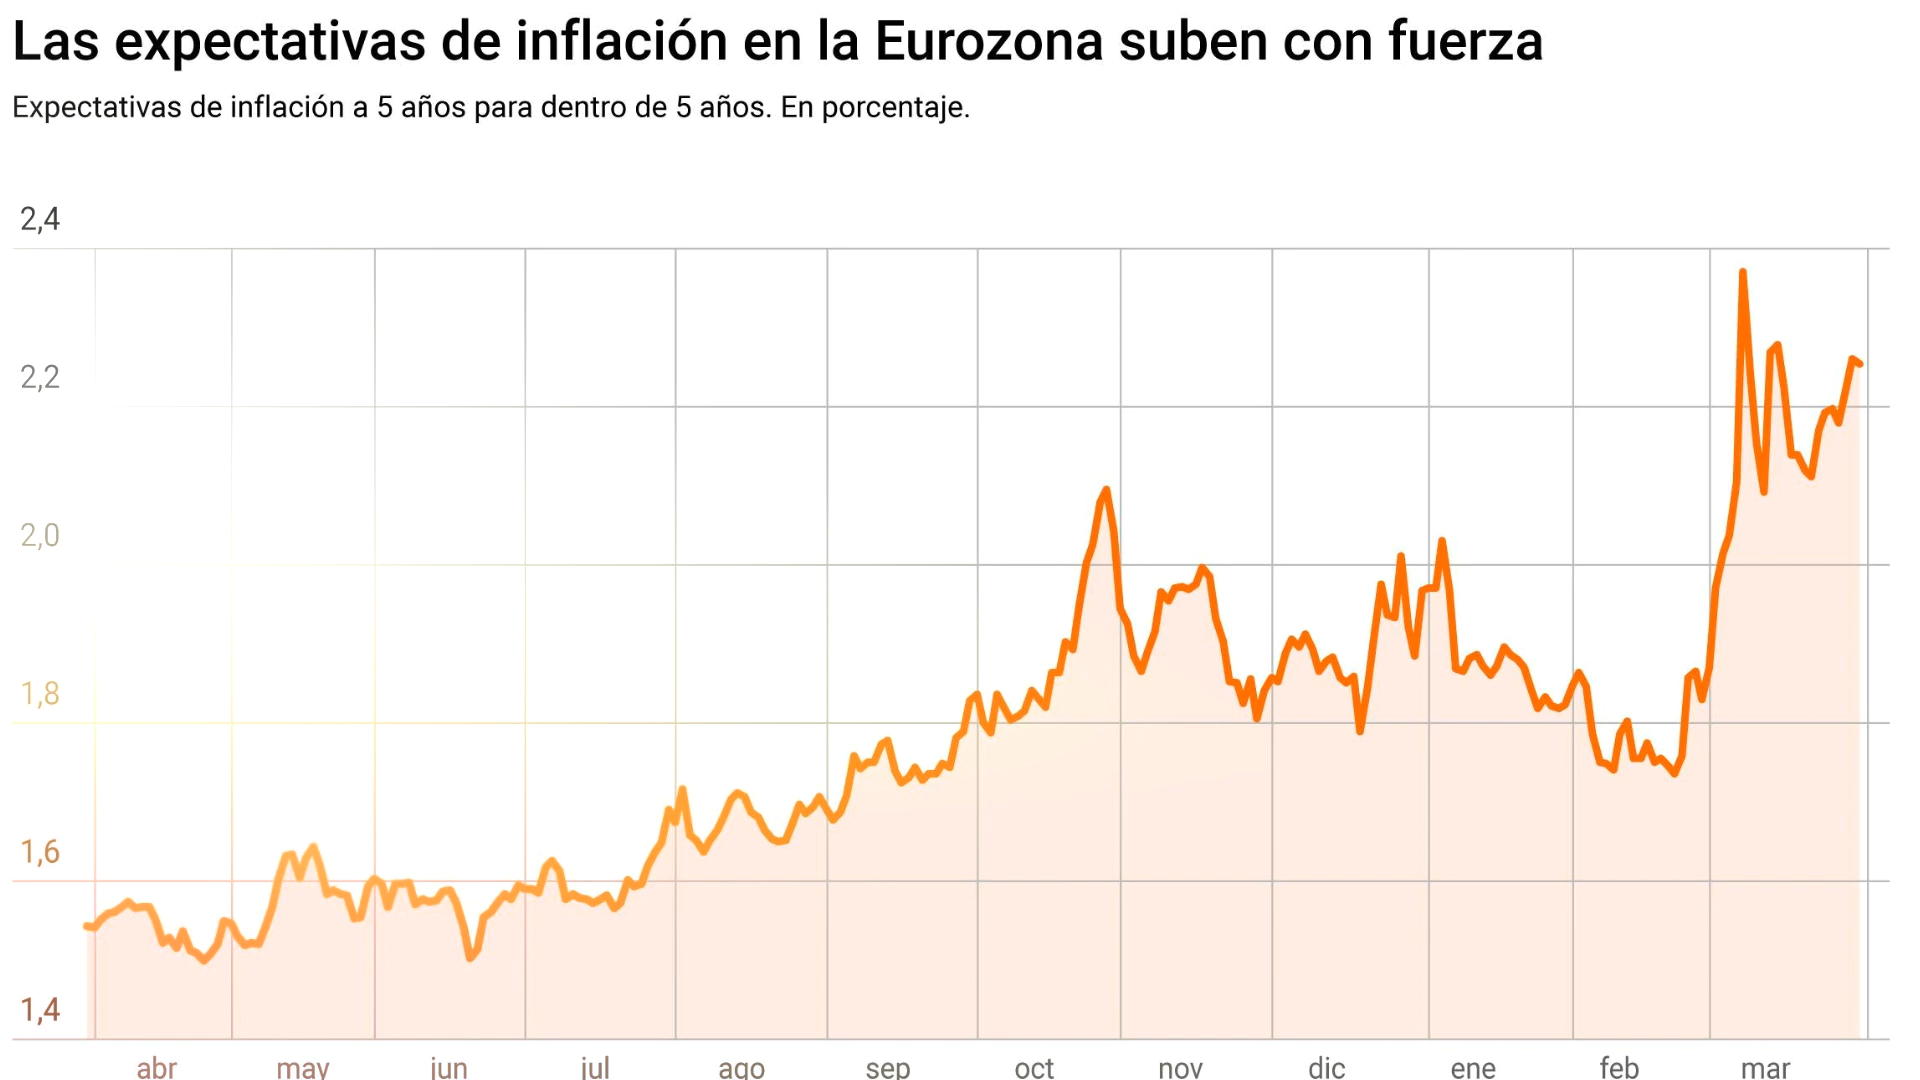 Las expectativas de inflación en la Eurozona suben con fuerza
Expectativas de inflación a 5 años para dentro de 5 años. En porcentaje.
2,4
2,2
2,0
1,8
1,6
1,4
abr may jun jul ago sep oct nov dic ene feb mar